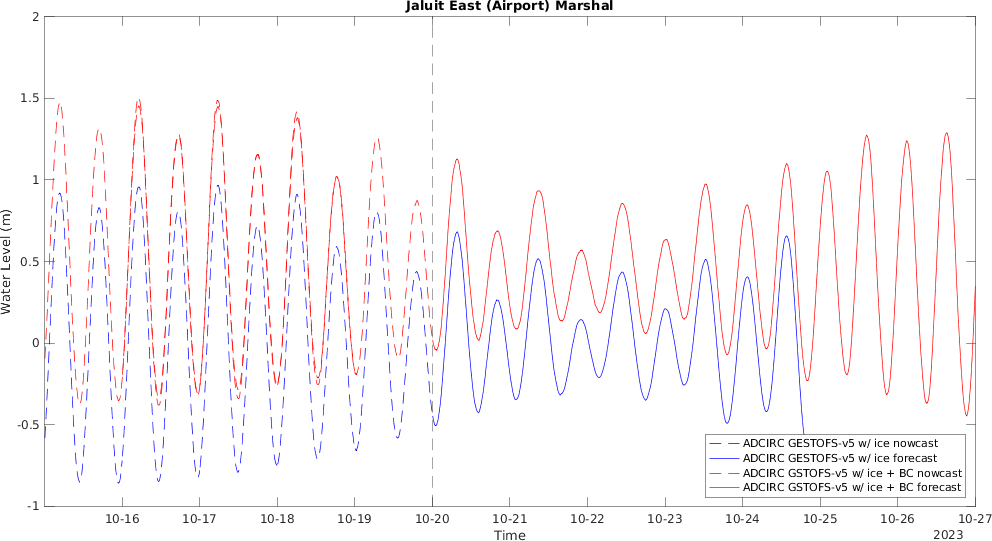 Jaluit East (Airport) Marshal
2
1.5
1
0.5
0
-0.5
-1
Water Level (m)
ADCIRC GESTOFS-v5 w/ ice nowcast
ADCIRC GESTOFS-v5 w/ ice forecast
ADCIRC GSTOFS-v5 w/ ice + BC nowcast
ADCIRC GSTOFS-v5 w/ ice + BC forecast
10-16 10-17 10-18 10-19 10-20 10-21 10-22 10-23 10-24 10-25 10-26 10-27
Time
2023